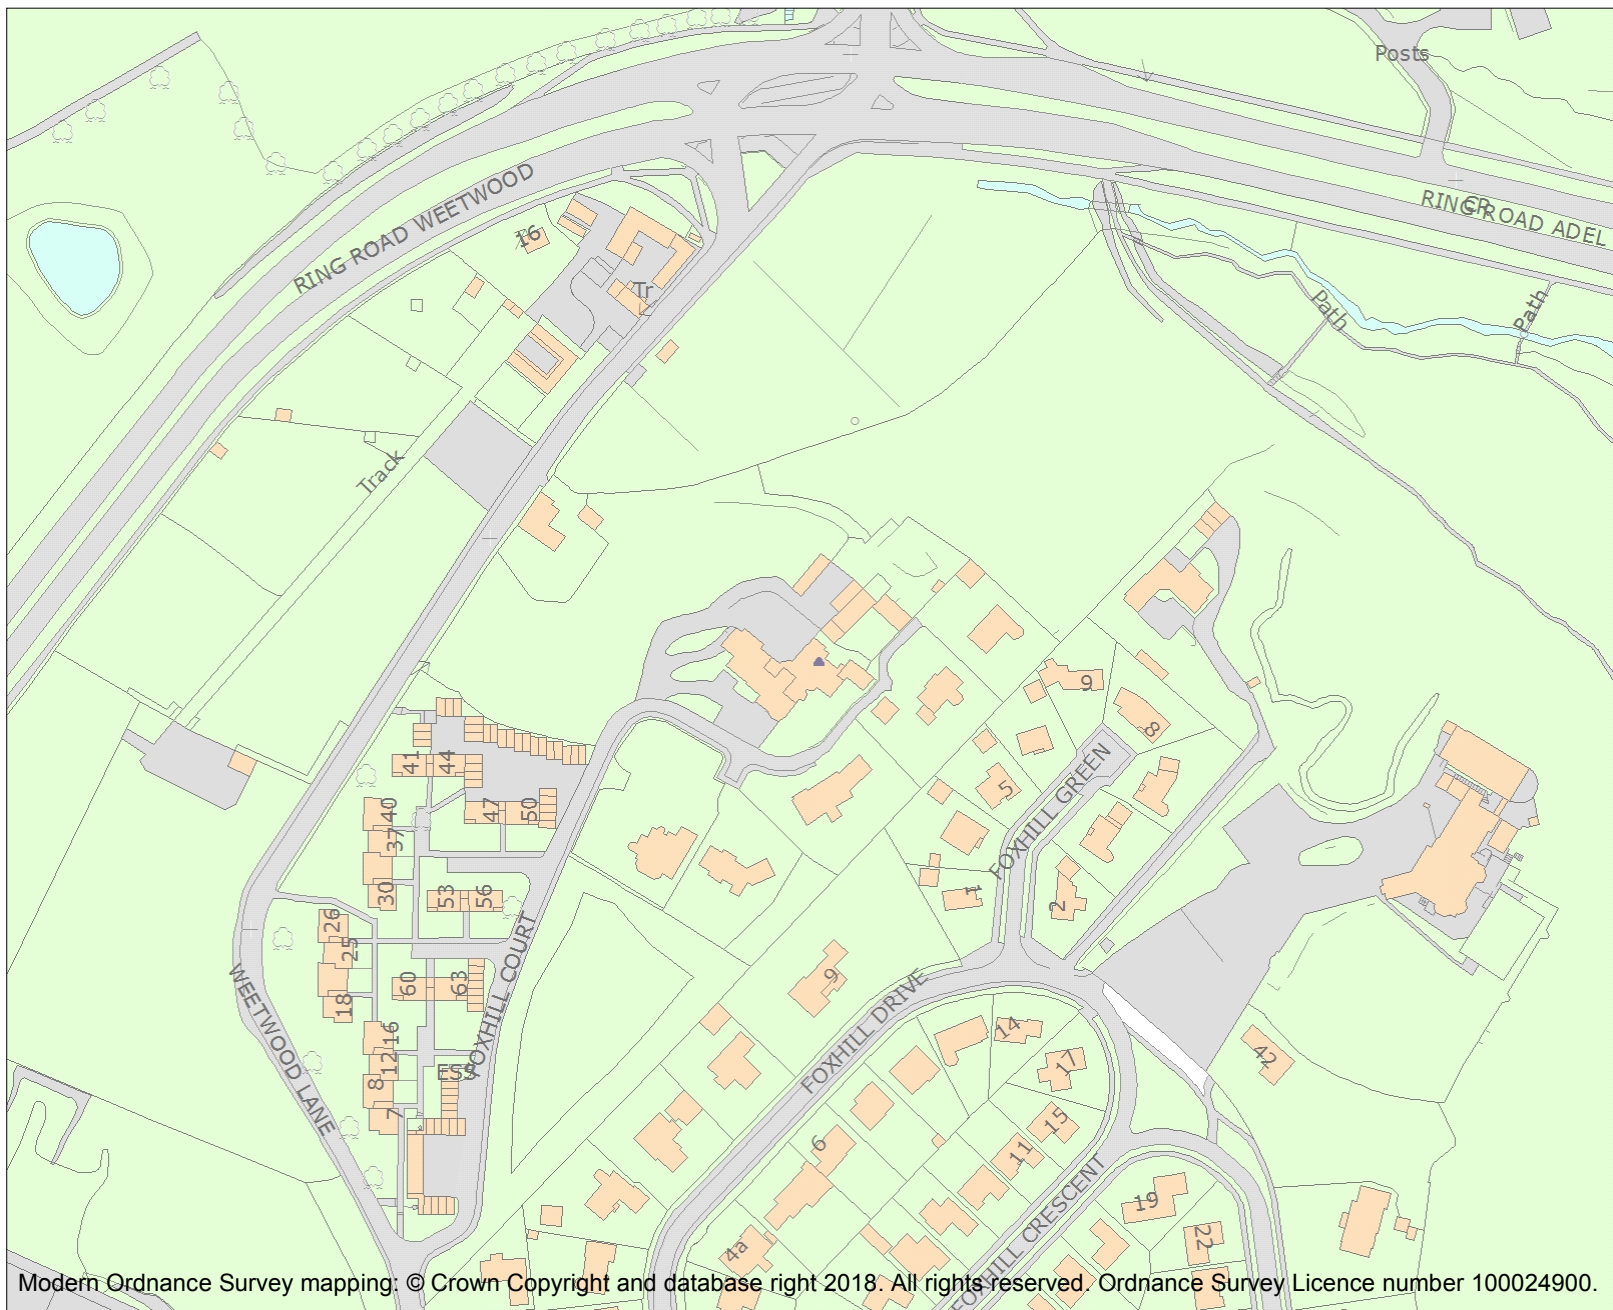 Posts
RING ROAD WEETWOOD
RING ROAD ADEL
CR
16
Tr
Path
Path
Track
9
8
41
44
5
FOXHILL GREEN
40
47
50
37
30
53
56
1
2
26
25
FOXHILL COURT
WEETWOOD LANE
60
63
18
9
FOXHILL DRIVE
16
12
14
42
17
ESS
8
7
6
15
11
FOXHILL CRESCENT
19
22
4a
Modern Ordnance Survey mapping: © Crown Copyright and database right 2018. All rights reserved. Ordnance Survey Licence number 100024900.